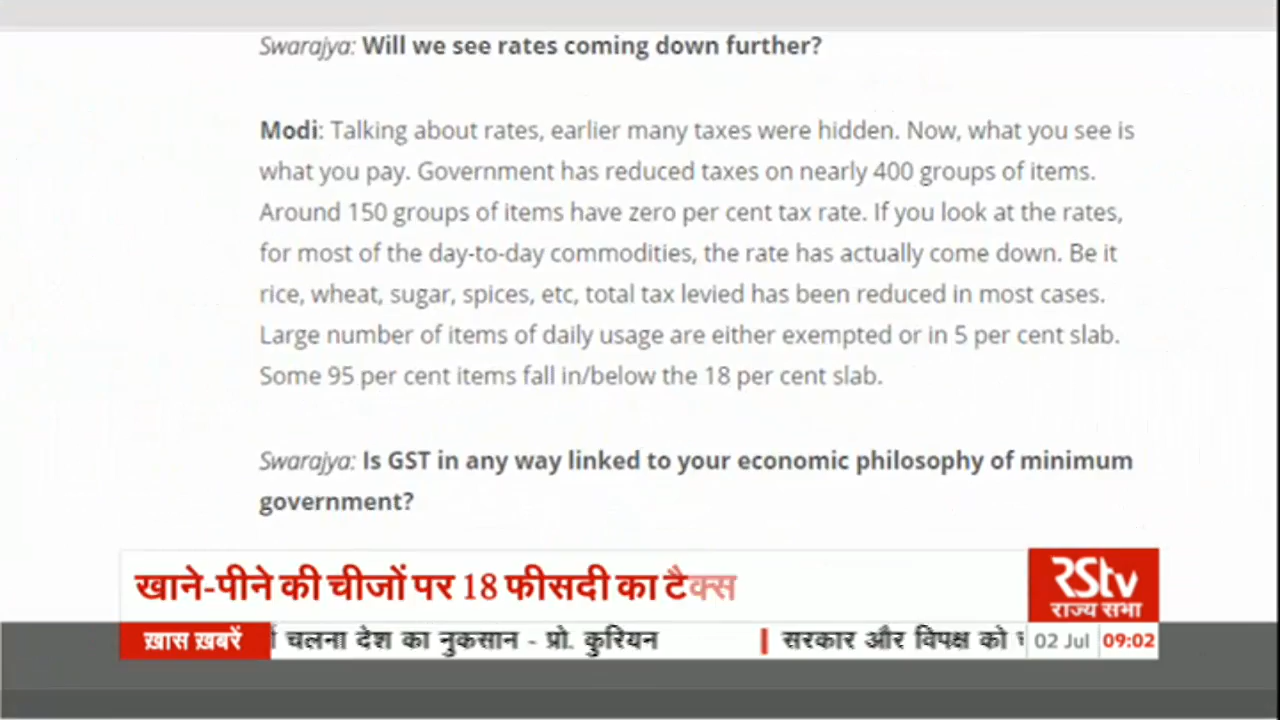 Swarajya: Will we see rates coming down further?
Modi: Talking about rates, earlier many taxes were hidden. Now, what you see is
what you pay. Government has reduced taxes on nearly 400 groups of items.
Around 150 groups of items have zero per cent tax rate. If you look at the rates,
for most of the day-to-day commodities, the rate has actually come down. Be it
rice, wheat, sugar, spices, etc, total tax levied has been reduced in most cases.
Large number of items of daily usage are either exempted or in 5 per cent slab.
Some 95 per cent items fall in/below the 18 per cent slab.
Swarajya: Is GST in any way linked to your economic philosophy of minimum
government?
खाने-पीने की चीजों पर 18 फीसदी का टैक्स
RStv
राज्य सभा
ख़ास ख़बरें चलना देश का नुकसान - प्रो. कुरियन | सरकार और विपक्ष को 02 Jul 09:02